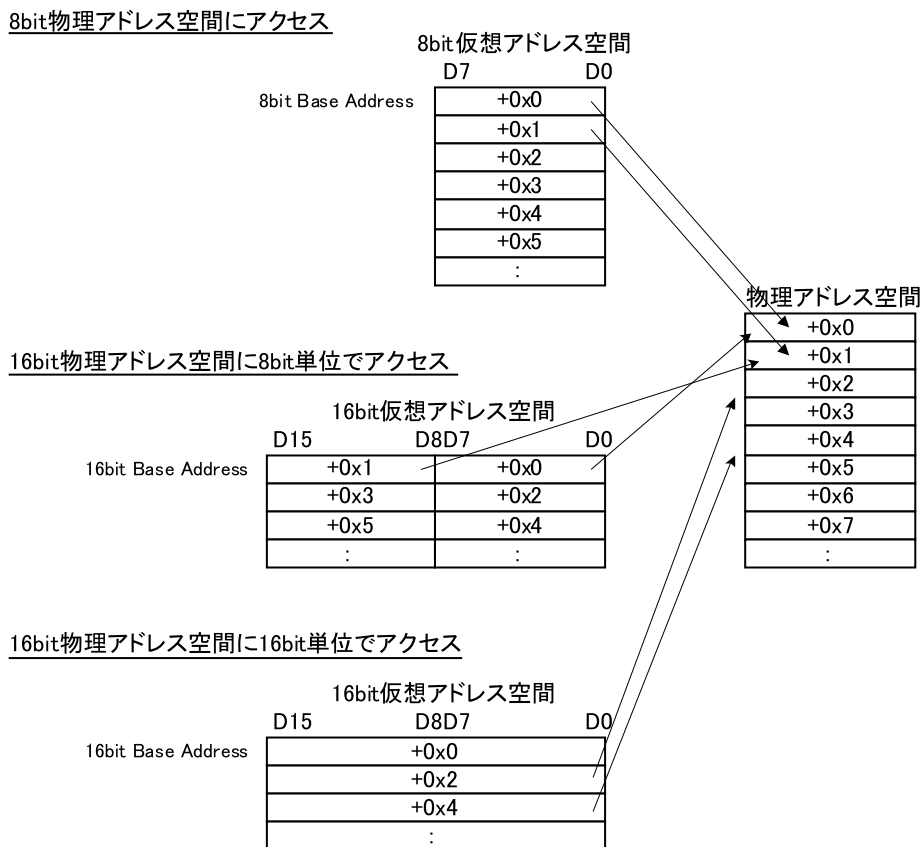 8bit物理アドレス空間にアクセス
8bit仮想アドレス空間
D7 D0
8bit Base Address
+0x0
+0x1
+0x2
+0x3
+0x4
+0x5
:
物理アドレス空間
+0x0
+0x1
+0x2
+0x3
+0x4
+0x5
+0x6
+0x7
:
16bit物理アドレス空間に8bit単位でアクセス
16bit仮想アドレス空間
D15 D8D7 D0
16bit Base Address
+0x1 +0x0
+0x3 +0x2
+0x5 +0x4
: :
16bit物理アドレス空間に16bit単位でアクセス
16bit仮想アドレス空間
D15 D8D7 D0
16bit Base Address
+0x0
+0x2
+0x4
: